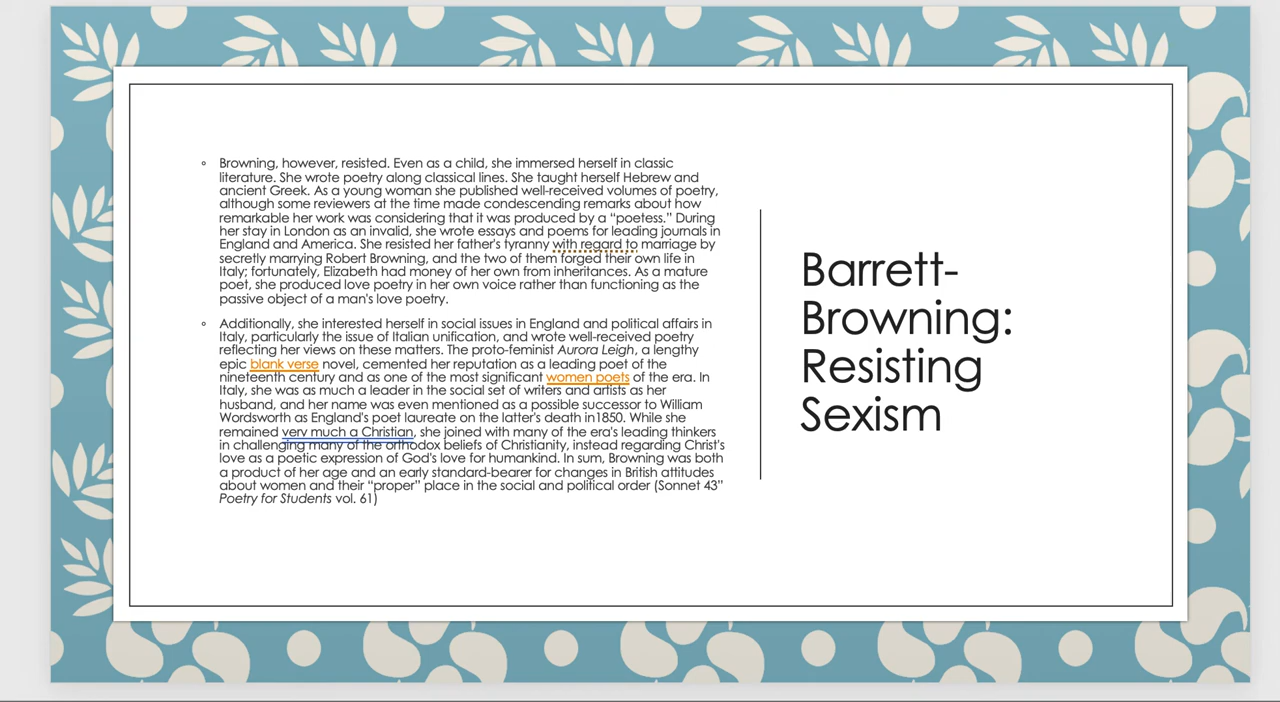 Browning, however, resisted. Even as a child, she immersed herself in classic
literature. She wrote poetry along classical lines. She taught herself Hebrew and
ancient Greek. As a young woman she published well-received volumes of poetry,
although some reviewers at the time made condescending remarks about how
remarkable her work was considering that it was produced by a “poetess.” During
her stay in London as an invalid, she wrote essays and poems for leading journals in
England and America. She resisted her father's tyranny with regard to marriage by
secretly marrying Robert Browning, and the two of them forged their own life in
Italy; fortunately, Elizabeth had money of her own from inheritances. As a mature
poet, she produced love poetry in her own voice rather than functioning as the
passive object of a man's love poetry.
Additionally, she interested herself in social issues in England and political affairs in
Italy, particularly the issue of Italian unification, and wrote well-received poetry
reflecting her views on these matters. The proto-feminist Aurora Leigh, a lengthy
epic blank verse novel, cemented her reputation as a leading poet of the
nineteenth century and as one of the most significant women poets of the era. In
Italy, she was as much a leader in the social set of writers and artists as her
husband, and her name was even mentioned as a possible successor to William
Wordsworth as England's poet laureate on the latter's death in1850. While she
remained very much a Christian, she joined with many of the era's leading thinkers
in challenging many of the orthodox beliefs of Christianity, instead regarding Christ's
love as a poetic expression of God's love for humankind. In sum, Browning was both
a product of her age and an early standard-bearer for changes in British attitudes
about women and their “proper” place in the social and political order (Sonnet 43”
Poetry for Students vol. 61)
Barrett-
Browning:
Resisting
Sexism